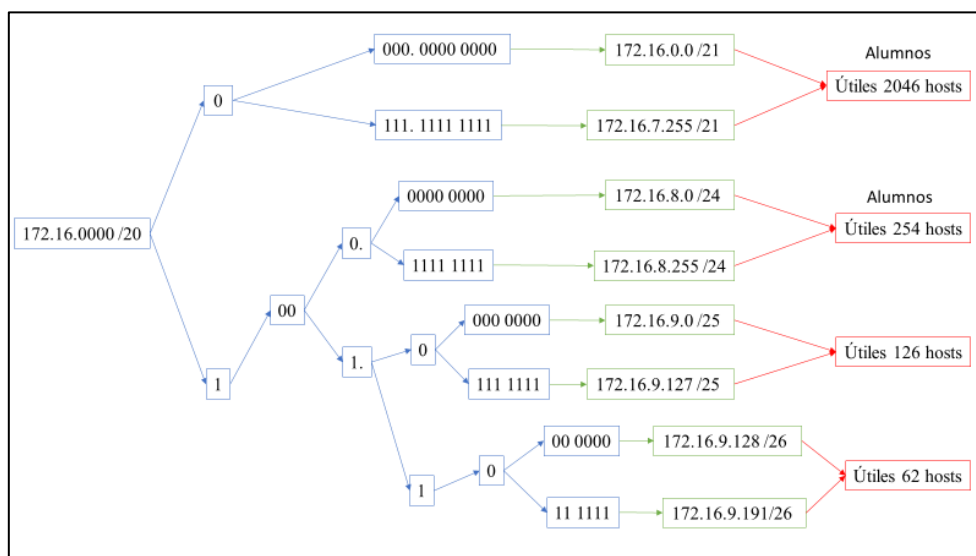 Alumnos
000. 0000 0000
172.16.0.0 /21
Útiles 2046 hosts
0
111. 1111 1111
172.16.7.255 /21
Alumnos
0000 0000
172.16.8.0 /24
172.16.0000 /20
0.
Útiles 254 hosts
1111 1111
172.16.8.255 /24
00
000 0000
172.16.9.0 /25
1.
0
Útiles 126 hosts
1
111 1111
172.16.9.127 /25
00 0000
172.16.9.128 /26
1
0
Útiles 62 hosts
11 1111
172.16.9.191/26